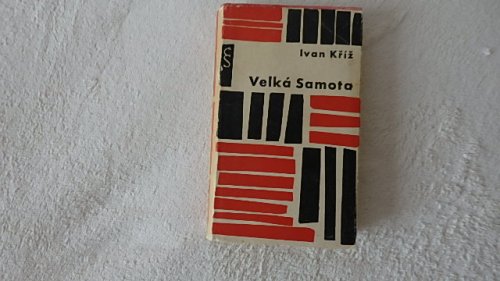 Ivan Kříž
Velká Samota